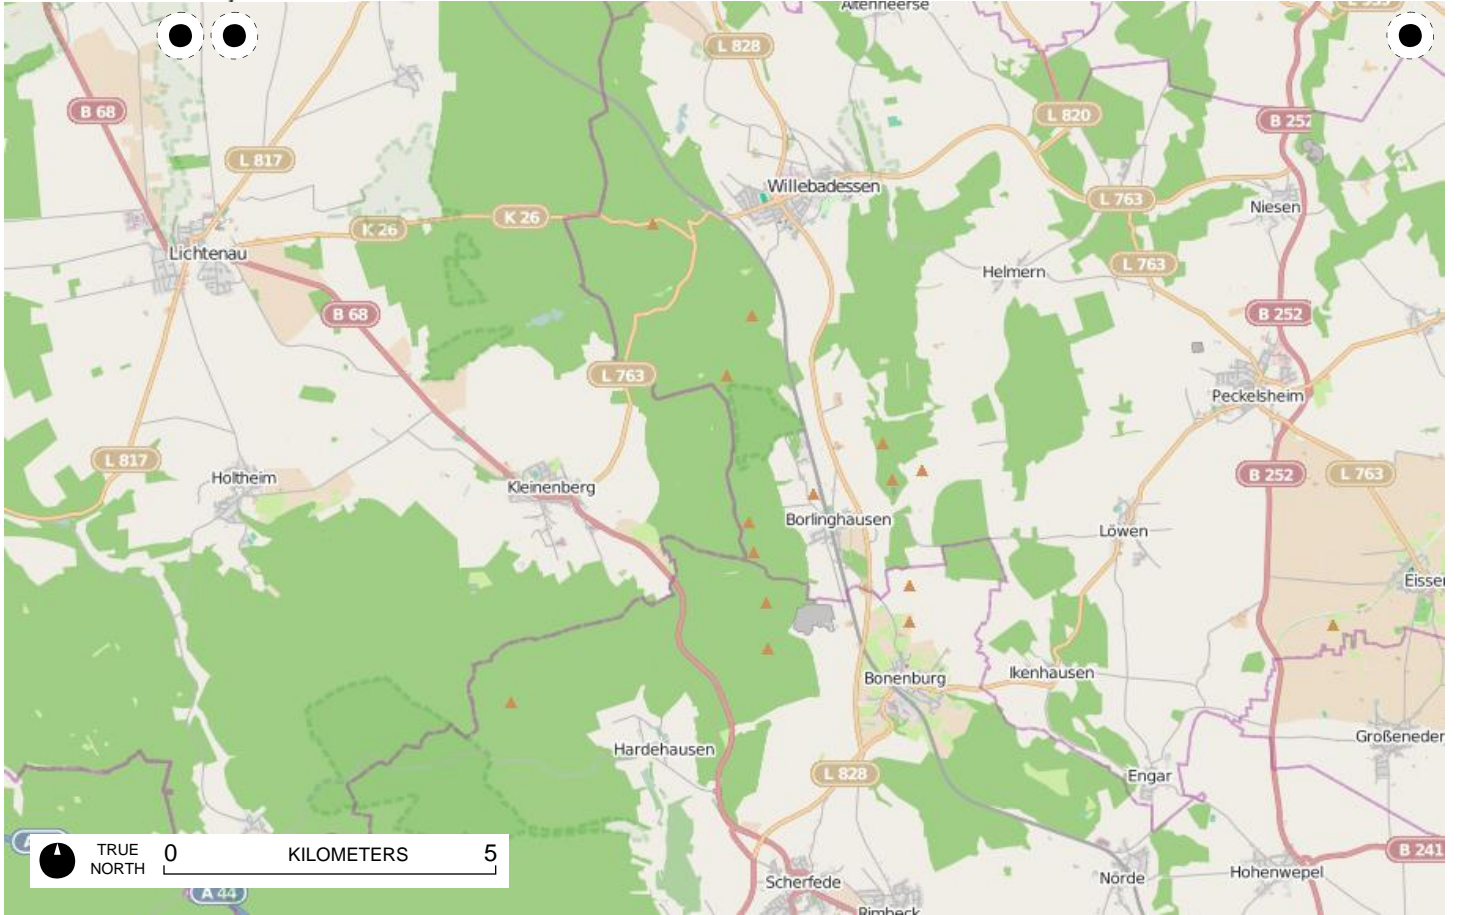 Altenheerse
L 828
B 68
L 820
B 252
L 817
Willebadessen
L 763
Niesen
K 26
K 26
Lichtenau
Helmern
L 763
B 68
B 252
L 763
Peckelsheim
L 817
Holtheim
Kleinenberg
B 252
L 763
Borlinghausen
Löwen
Eissen
Bonenburg
Ikenhausen
Hardehausen
Großeneder
L 828
Engar
TRUE
NORTH
0 KILOMETERS 5
B 241
A 44
Scherfede
Nörde
Hohenwepel
Rimbeck